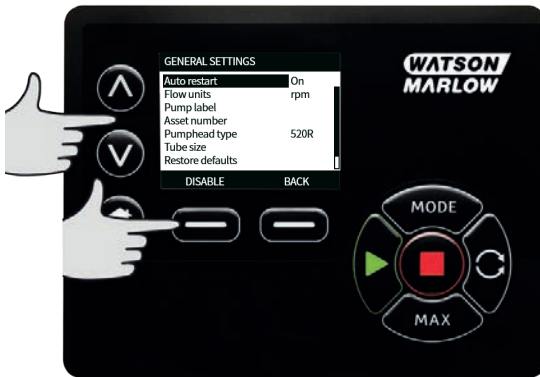 GENERAL SETTINGS
Auto restart On
Flow units rpm
Pump label
Asset number
Pumphead type 520R
Tube size
Restore defaults
DISABLE BACK
WATSON
MARLOW
MODE
MAX